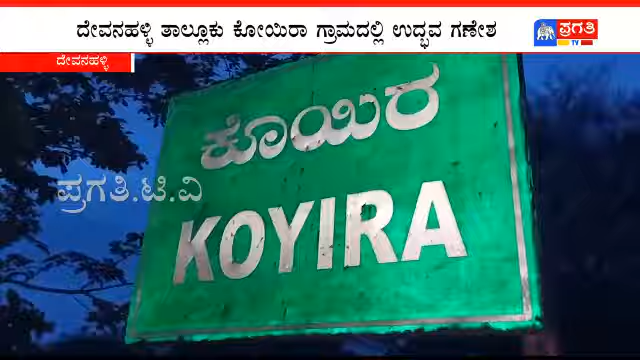 ದೇವನಹಳ್ಳಿ ತಾಲ್ಲೂಕು ಕೋಯಿರಾ ಗ್ರಾಮದಲ್ಲಿ ಉದ್ಭವ ಗಣೇಶ
ಪ್ರಗತಿ
TV
ದೇವನಹಳ್ಳಿ
ಕೊಯಿರ
ಪ್ರಗತಿ.ಟಿ.ವಿ
KOYIRA